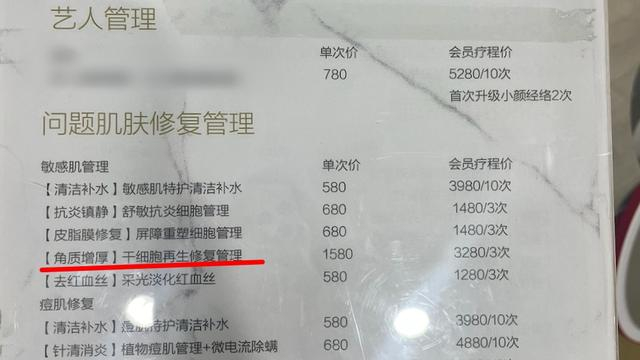 艺人管理
单次价 会员疗程价
780 5280/10次
首次升级小颜经络2次
问题肌肤修复管理
敏感肌管理 单次价 会员疗程价
【清洁补水】敏感肌特护清洁补水 580 3980/10次
【抗炎镇静】舒敏抗炎细胞管理 680 1480/3次
【皮脂膜修复】屏障重塑细胞管理 680 1480/3次
【角质增厚】干细胞再生修复管理 1580 3280/3次
【去红血丝】采光淡化红血丝 580 1280/3次
痘肌修复
【清洁补水】痘肌特护清洁补水 580 3980/10次
【针清消炎】植物痘肌管理+微电流除螨 680 4880/10次